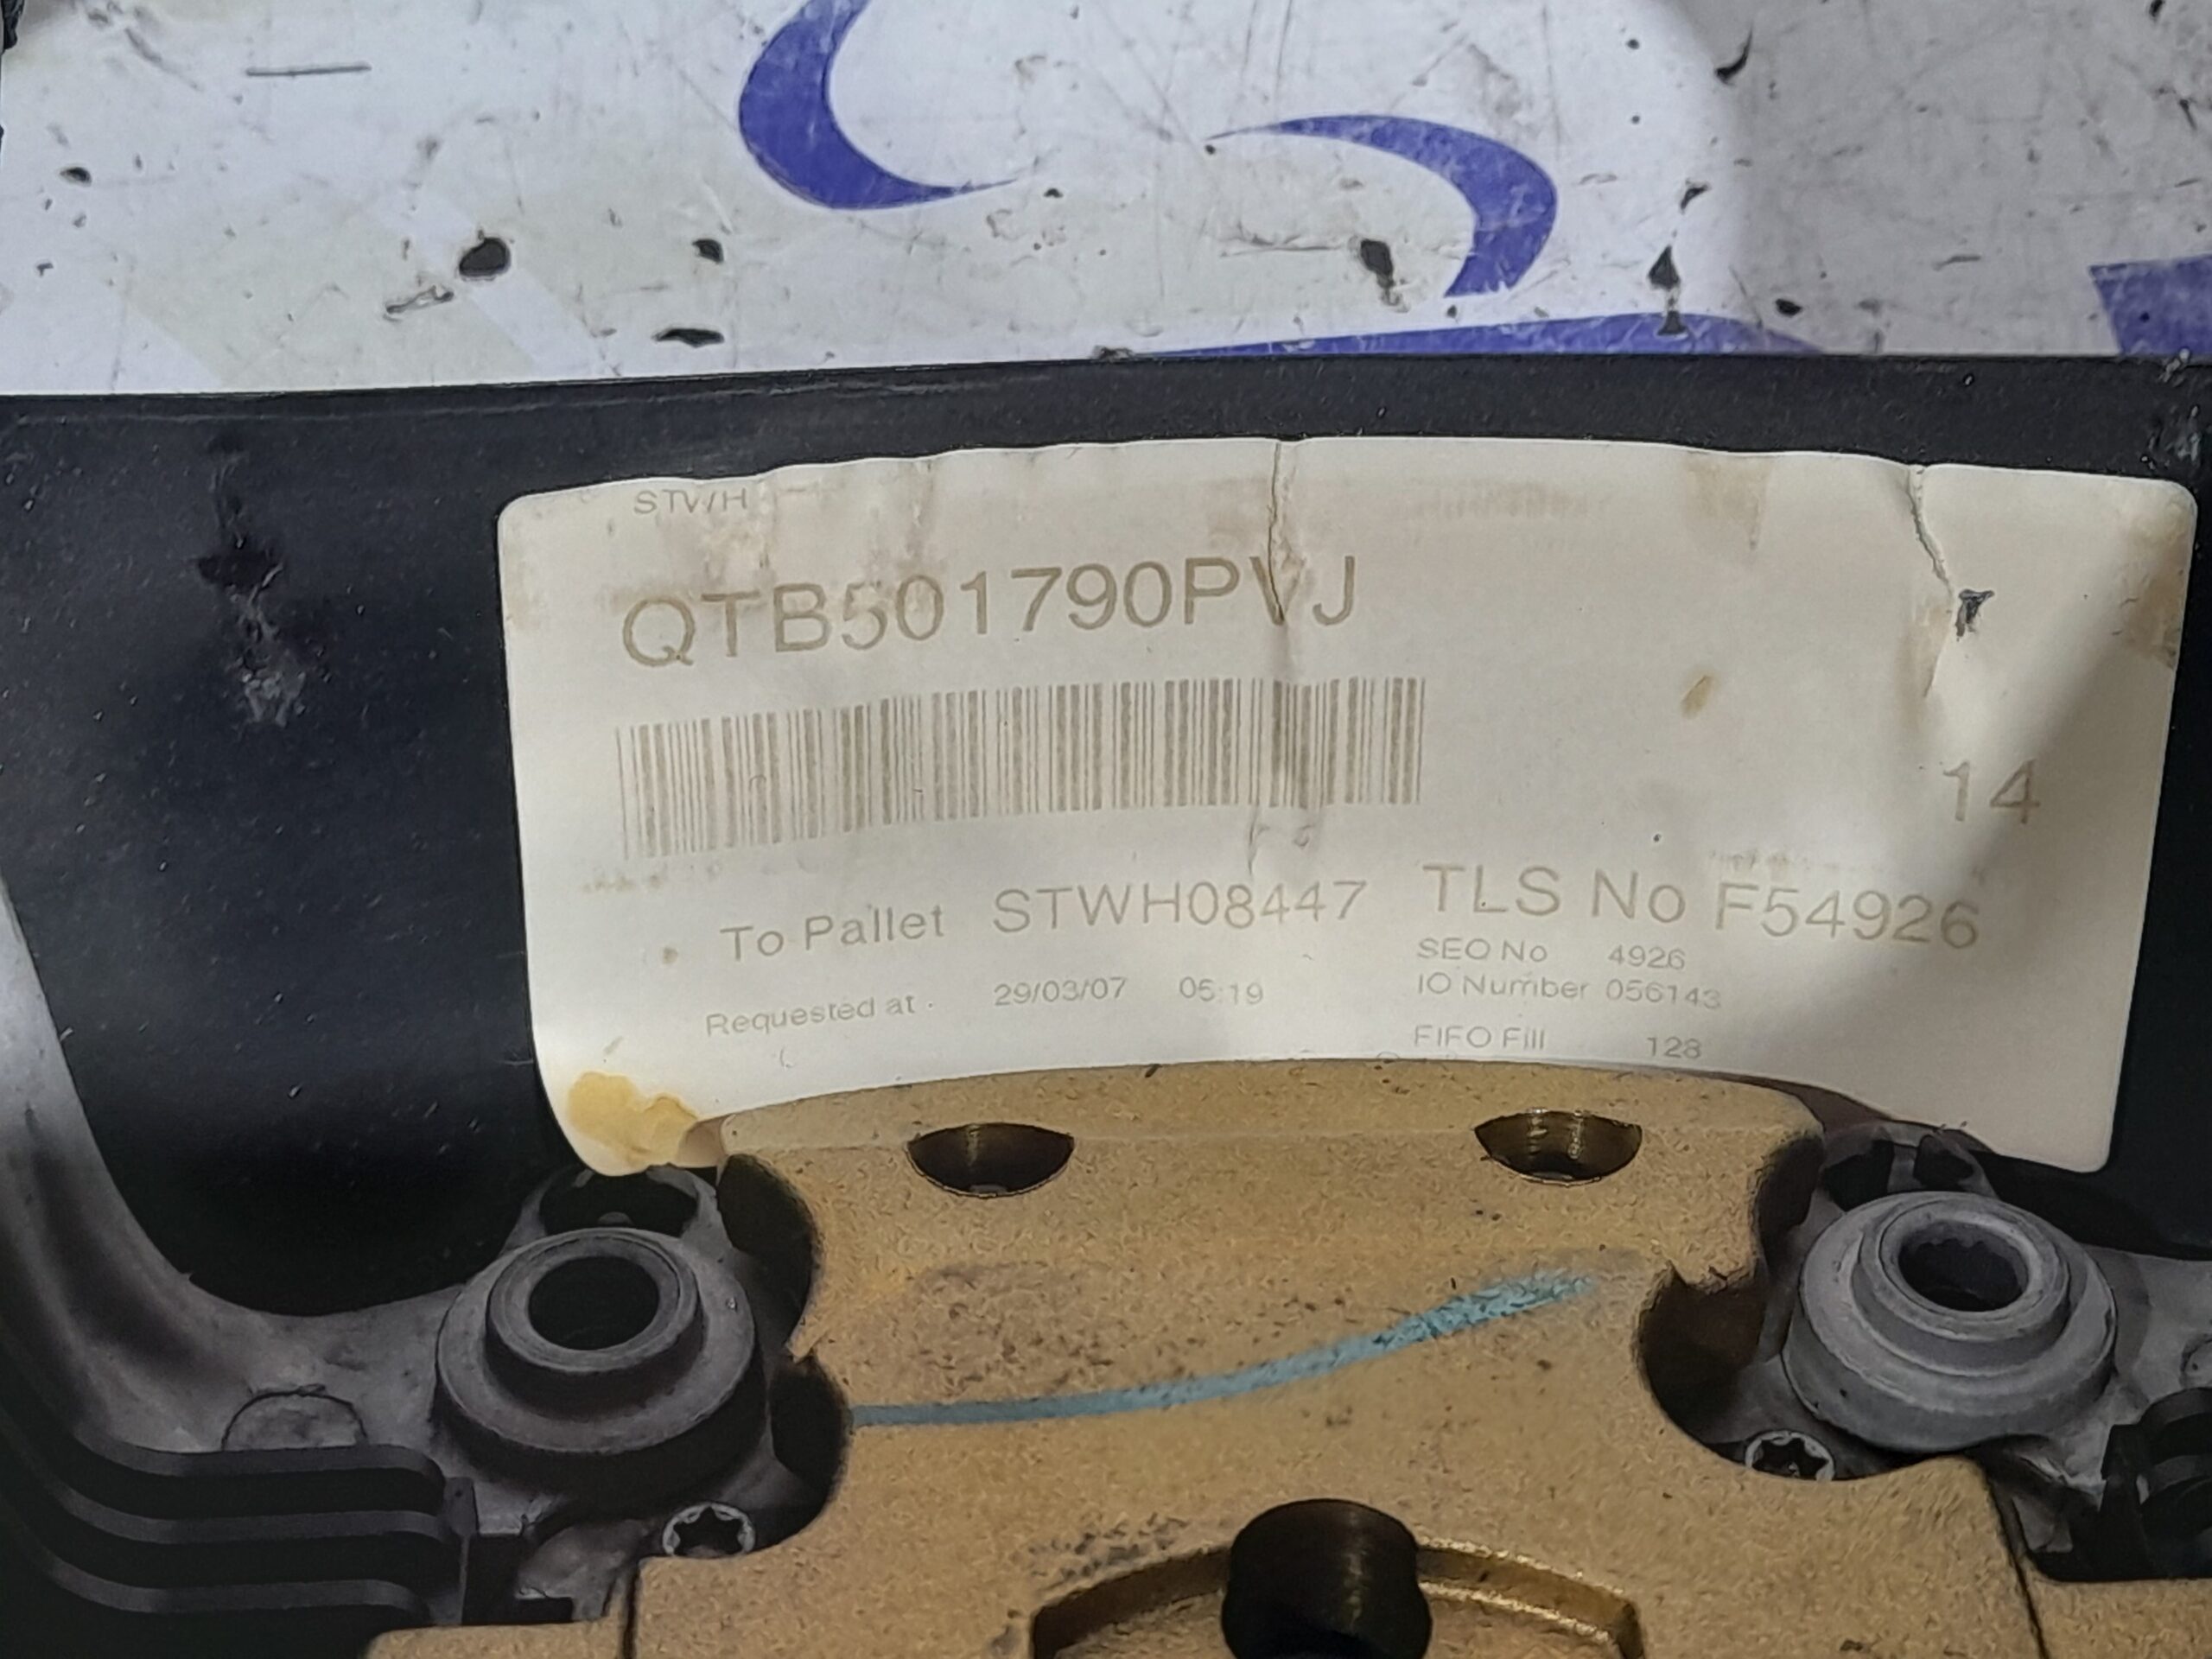 STWH
QTB501790PVJ
14
To Pallet STWH08447 TLS No F54926
SEO No 4926
Requested at 29/03/07 05:19 IO Number 056143
FIFO Fill 128